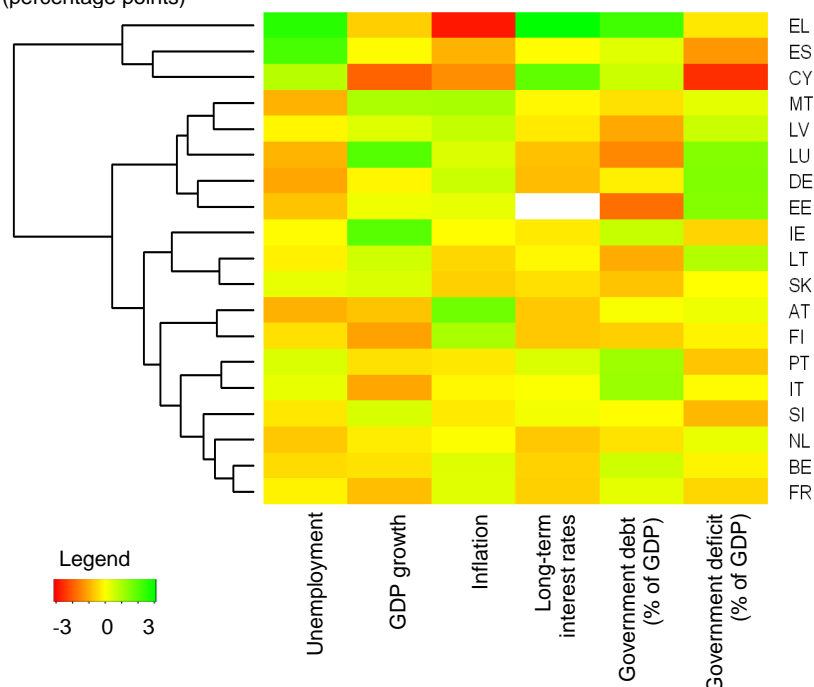 (percentage points)
EL
ES
CY
MT
LV
LU
DE
EE
IE
LT
SK
AT
FI
PT
IT
SI
NL
BE
FR
Unemployment
GDP growth
Inflation
Long-term
interest rates
Government debt
(% of GDP)
Government deficit
(% of GDP)
Legend
-3 0 3